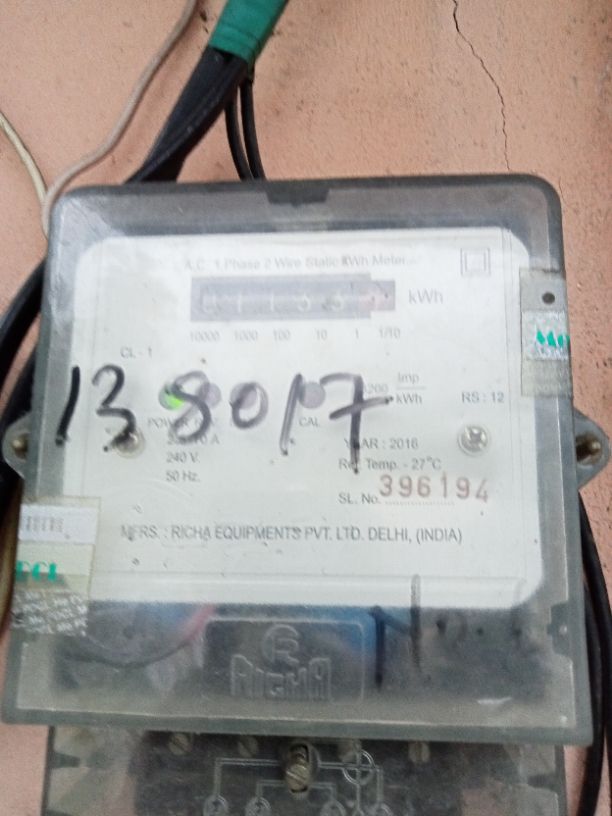 A.C. 1 Phase 2 Wire Static kWh Meter
kWh
10000 1000 100 10 1 1/10
CL - 1
Imp
kWh
RS : 12
138017
POWER
CAL
240 V.
50 Hz.
YEAR : 2016
Ref. Temp. - 27°C
SL. No. 396194
MFRS. : RICHA EQUIPMENTS PVT. LTD. DELHI, (INDIA)
R
RICHA